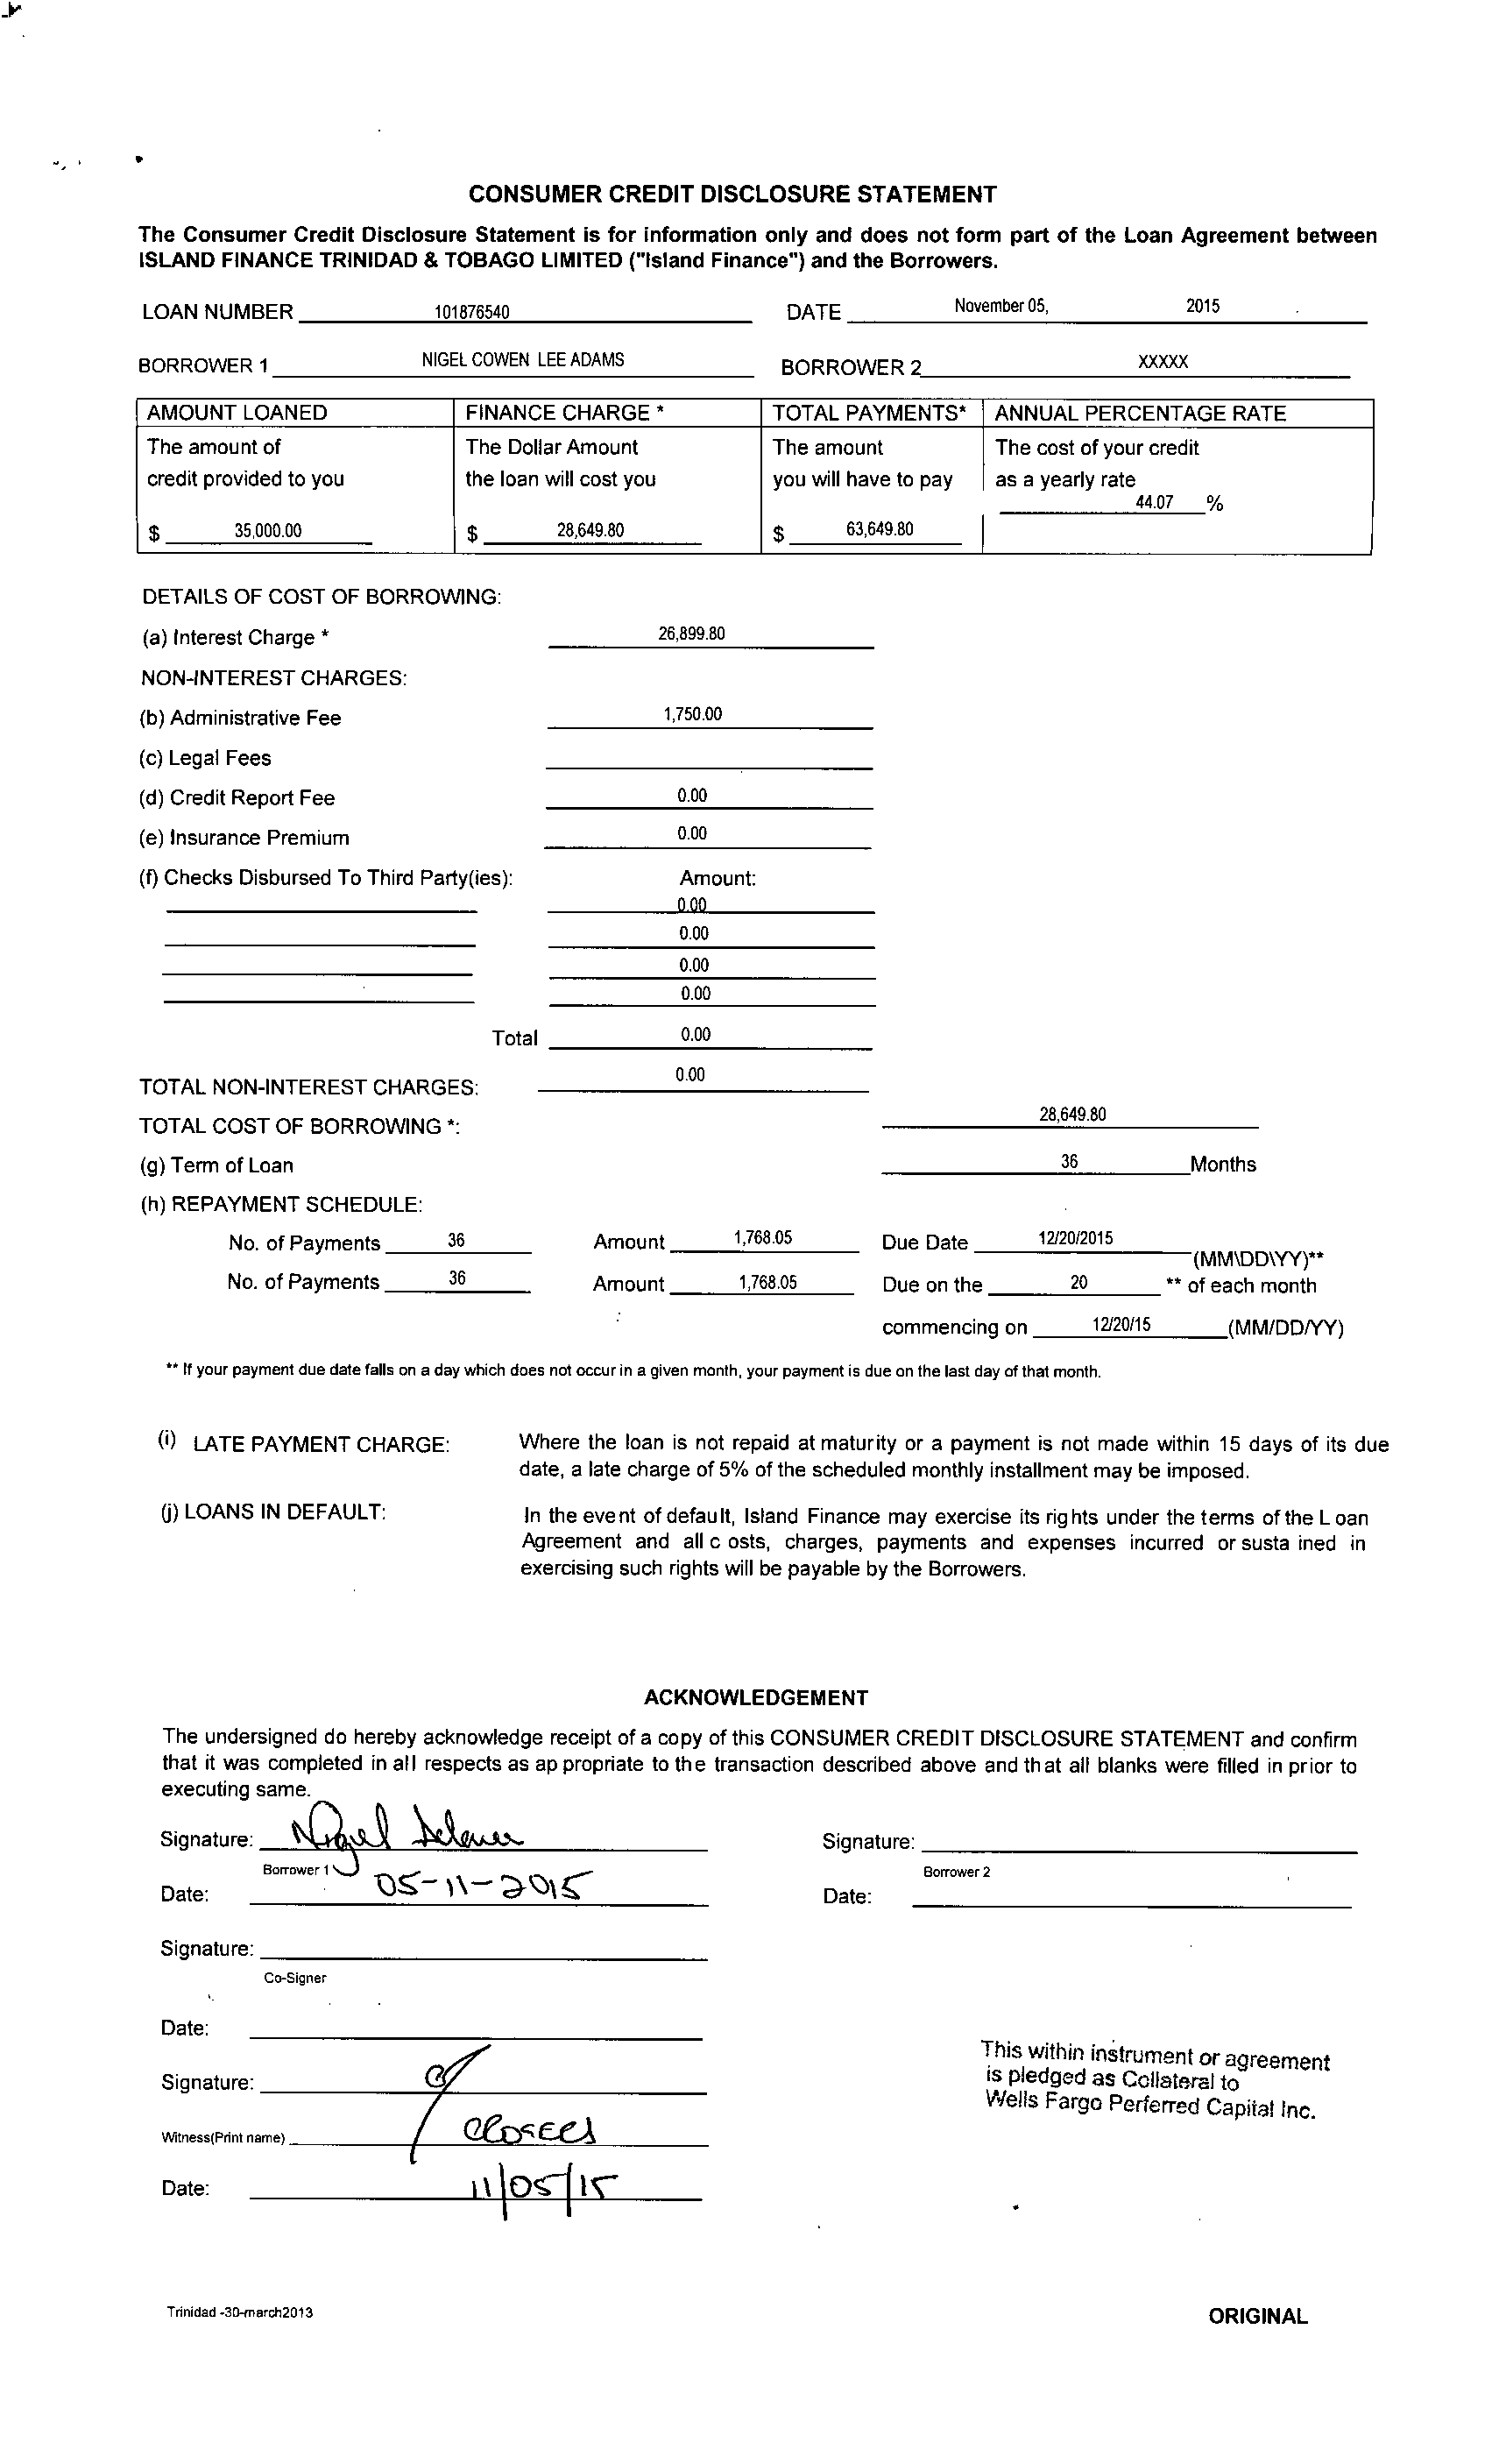 CONSUMER CREDIT DISCLOSURE STATEMENT
The Consumer Credit Disclosure Statement is for information only and does not form part of the Loan Agreement between
ISLAND FINANCE TRINIDAD & TOBAGO LIMITED ("Island Finance") and the Borrowers.
LOAN NUMBER 101876540 DATE November 05, 2015
BORROWER 1 NIGEL COWEN LEE ADAMS BORROWER 2 XXXXX
AMOUNT LOANED FINANCE CHARGE * TOTAL PAYMENTS* ANNUAL PERCENTAGE RATE
The amount of The Dollar Amount The amount The cost of your credit
credit provided to you the loan will cost you you will have to pay as a yearly rate
44.07 %
$ 35,000.00 $ 28,649.80 $ 63,649.80
DETAILS OF COST OF BORROWING:
(a) Interest Charge * 26,899.80
NON-INTEREST CHARGES:
(b) Administrative Fee 1,750.00
(c) Legal Fees
(d) Credit Report Fee 0.00
(e) Insurance Premium 0.00
(f) Checks Disbursed To Third Party(ies): Amount:
0.00
0.00
0.00
0.00
Total 0.00
TOTAL NON-INTEREST CHARGES: 0.00
TOTAL COST OF BORROWING *: 28,649.80
(g) Term of Loan 36 Months
(h) REPAYMENT SCHEDULE:
No. of Payments 36 Amount 1,768.05 Due Date 12/20/2015 (MM\DD\YY)**
No. of Payments 36 Amount 1,768.05 Due on the 20 ** of each month
commencing on 12/20/15 (MM/DD/YY)
** If your payment due date falls on a day which does not occur in a given month, your payment is due on the last day of that month.
(i) LATE PAYMENT CHARGE: Where the loan is not repaid at maturity or a payment is not made within 15 days of its due
date, a late charge of 5% of the scheduled monthly installment may be imposed.
(j) LOANS IN DEFAULT: In the event of default, Island Finance may exercise its rights under the terms of the L oan
Agreement and all c osts, charges, payments and expenses incurred or susta ined in
exercising such rights will be payable by the Borrowers.
ACKNOWLEDGEMENT
The undersigned do hereby acknowledge receipt of a copy of this CONSUMER CREDIT DISCLOSURE STATEMENT and confirm
that it was completed in all respects as ap propriate to the transaction described above and that all blanks were filled in prior to
executing same.
Signature: Signature:
Borrower 1 Borrower 2
Date: 05-11-2015 Date:
Signature:
Co-Signer
Date:
Signature:
Witness(Print name)
Date: 11/05/15
This within instrument or agreement
is pledged as Collateral to
Wells Fargo Perferred Capital Inc.
Trinidad -30-march2013 ORIGINAL